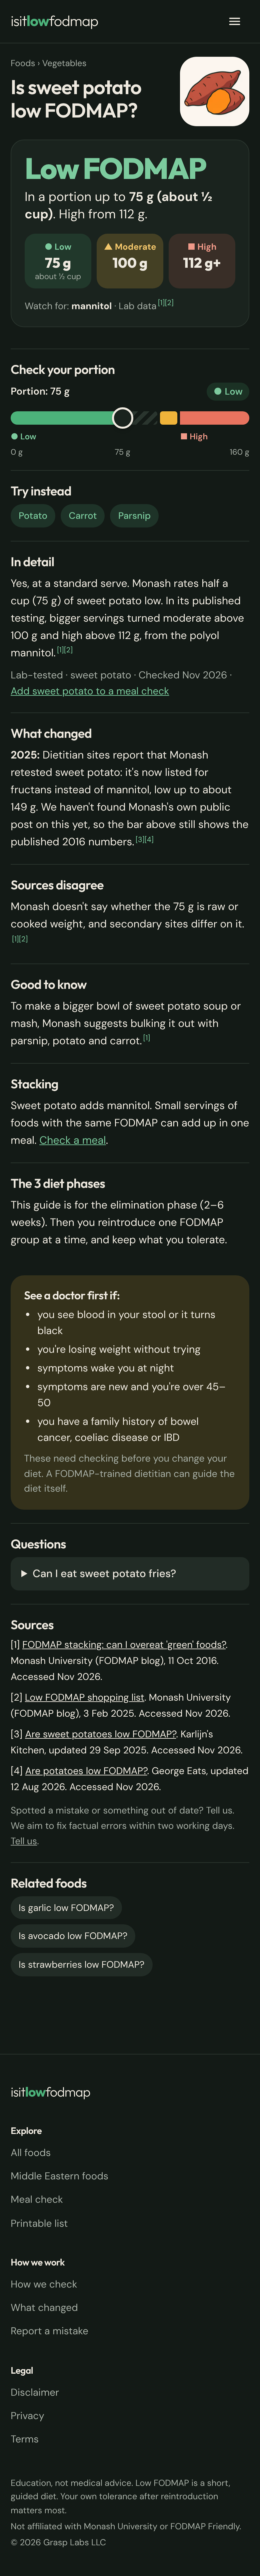 isitlowfodmap
Foods › Vegetables
Is sweet potato
low FODMAP?
Low FODMAP
In a portion up to 75 g (about ½
cup). High from 112 g.
● Low
75 g
about ½ cup
▲ Moderate
100 g
■ High
112 g+
Watch for: mannitol · Lab data [1][2]
Check your portion
Portion: 75 g
● Low
● Low
■ High
0 g
75 g
160 g
Try instead
Potato
Carrot
Parsnip
In detail
Yes, at a standard serve. Monash rates half a
cup (75 g) of sweet potato low. In its published
testing, bigger servings turned moderate above
100 g and high above 112 g, from the polyol
mannitol. [1][2]
Lab-tested · sweet potato · Checked Nov 2026 ·
Add sweet potato to a meal check
What changed
2025: Dietitian sites report that Monash
retested sweet potato: it's now listed for
fructans instead of mannitol, low up to about
149 g. We haven't found Monash's own public
post on this yet, so the bar above still shows the
published 2016 numbers. [3][4]
Sources disagree
Monash doesn't say whether the 75 g is raw or
cooked weight, and secondary sites differ on it.
[1][2]
Good to know
To make a bigger bowl of sweet potato soup or
mash, Monash suggests bulking it out with
parsnip, potato and carrot. [1]
Stacking
Sweet potato adds mannitol. Small servings of
foods with the same FODMAP can add up in one
meal. Check a meal.
The 3 diet phases
This guide is for the elimination phase (2–6
weeks). Then you reintroduce one FODMAP
group at a time, and keep what you tolerate.
See a doctor first if:
• you see blood in your stool or it turns
black
• you're losing weight without trying
• symptoms wake you at night
• symptoms are new and you're over 45–
50
• you have a family history of bowel
cancer, coeliac disease or IBD
These need checking before you change your
diet. A FODMAP-trained dietitian can guide the
diet itself.
Questions
▶ Can I eat sweet potato fries?
Sources
[1] FODMAP stacking: can I overeat 'green' foods?.
Monash University (FODMAP blog), 11 Oct 2016.
Accessed Nov 2026.
[2] Low FODMAP shopping list. Monash University
(FODMAP blog), 3 Feb 2025. Accessed Nov 2026.
[3] Are sweet potatoes low FODMAP?. Karlijn's
Kitchen, updated 29 Sep 2025. Accessed Nov 2026.
[4] Are potatoes low FODMAP?. George Eats, updated
12 Aug 2026. Accessed Nov 2026.
Spotted a mistake or something out of date? Tell us.
We aim to fix factual errors within two working days.
Tell us.
Related foods
Is garlic low FODMAP?
Is avocado low FODMAP?
Is strawberries low FODMAP?
isitlowfodmap
Explore
All foods
Middle Eastern foods
Meal check
Printable list
How we work
How we check
What changed
Report a mistake
Legal
Disclaimer
Privacy
Terms
Education, not medical advice. Low FODMAP is a short,
guided diet. Your own tolerance after reintroduction
matters most.
Not affiliated with Monash University or FODMAP Friendly.
© 2026 Grasp Labs LLC